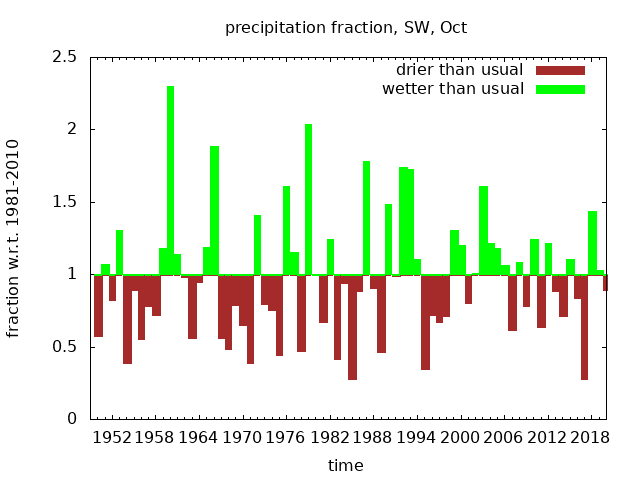 precipitation fraction, SW, Oct
drier than usual
wetter than usual
fraction w.r.t. 1981-2010
2.5
2
1.5
1
0.5
0
1952 1958 1964 1970 1976 1982 1988 1994 2000 2006 2012 2018
time